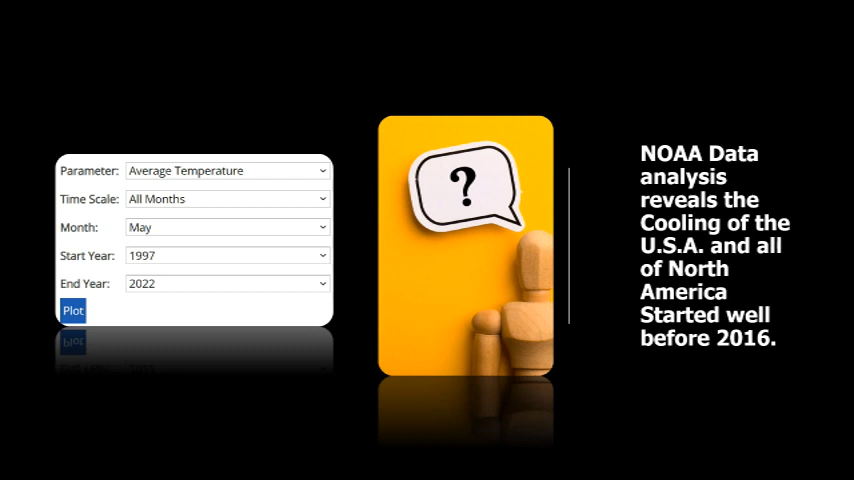 Parameter: Average Temperature
Time Scale: All Months
Month: May
Start Year: 1997
End Year: 2022
Plot
?
NOAA Data
analysis
reveals the
Cooling of the
U.S.A. and all
of North
America
Started well
before 2016.